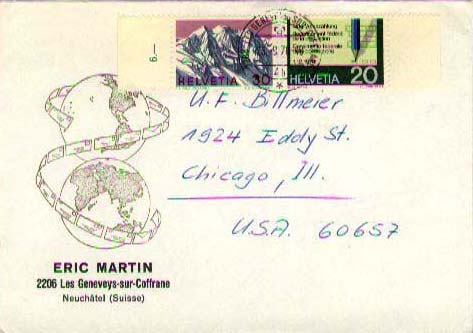 HELVETIA 30
HELVETIA 20
U.F. Billmeier
1924 Eddy St.
Chicago, Ill.
U.S.A. 60657
ERIC MARTIN
2206 Les Geneveys-sur-Coffrane
Neuchâtel (Suisse)